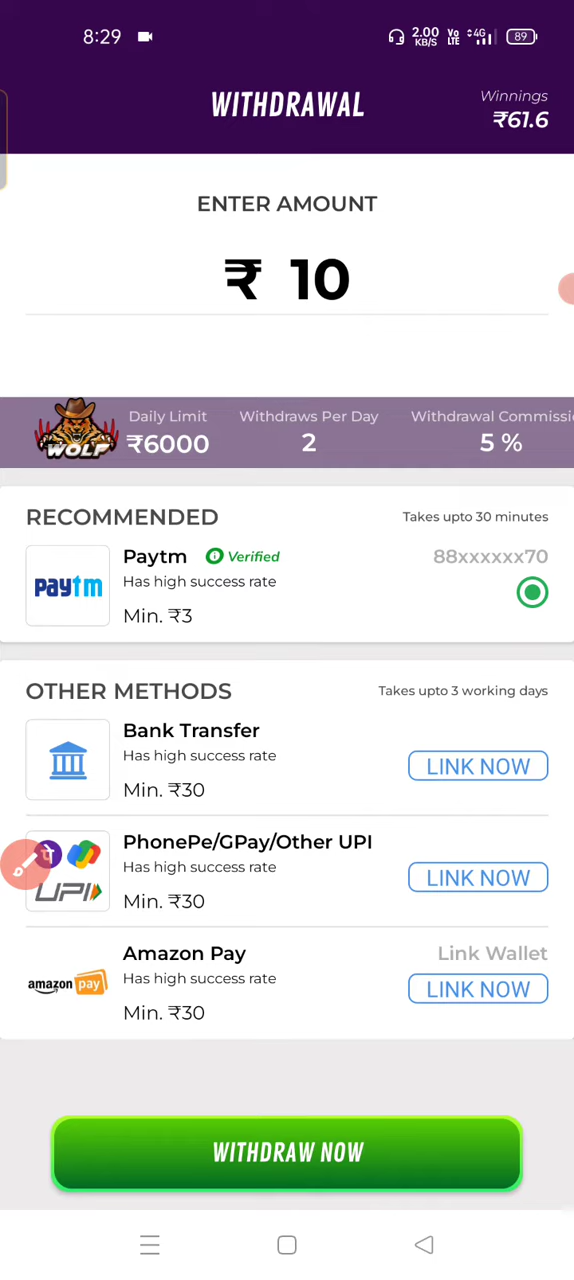 8:29 2.00 KB/S Vo LTE 4G 89
WITHDRAWAL
Winnings
₹61.6
ENTER AMOUNT
₹ 10
WOLF
Daily Limit Withdraws Per Day Withdrawal Commissio
₹6000 2 5 %
RECOMMENDED Takes upto 30 minutes
paytm Paytm Verified 88xxxxxx70
Has high success rate
Min. ₹3
OTHER METHODS Takes upto 3 working days
Bank Transfer
Has high success rate
LINK NOW
Min. ₹30
पे PhonePe/GPay/Other UPI
Has high success rate
LINK NOW
UPI Min. ₹30
Amazon Pay Link Wallet
amazon pay Has high success rate
LINK NOW
Min. ₹30
WITHDRAW NOW